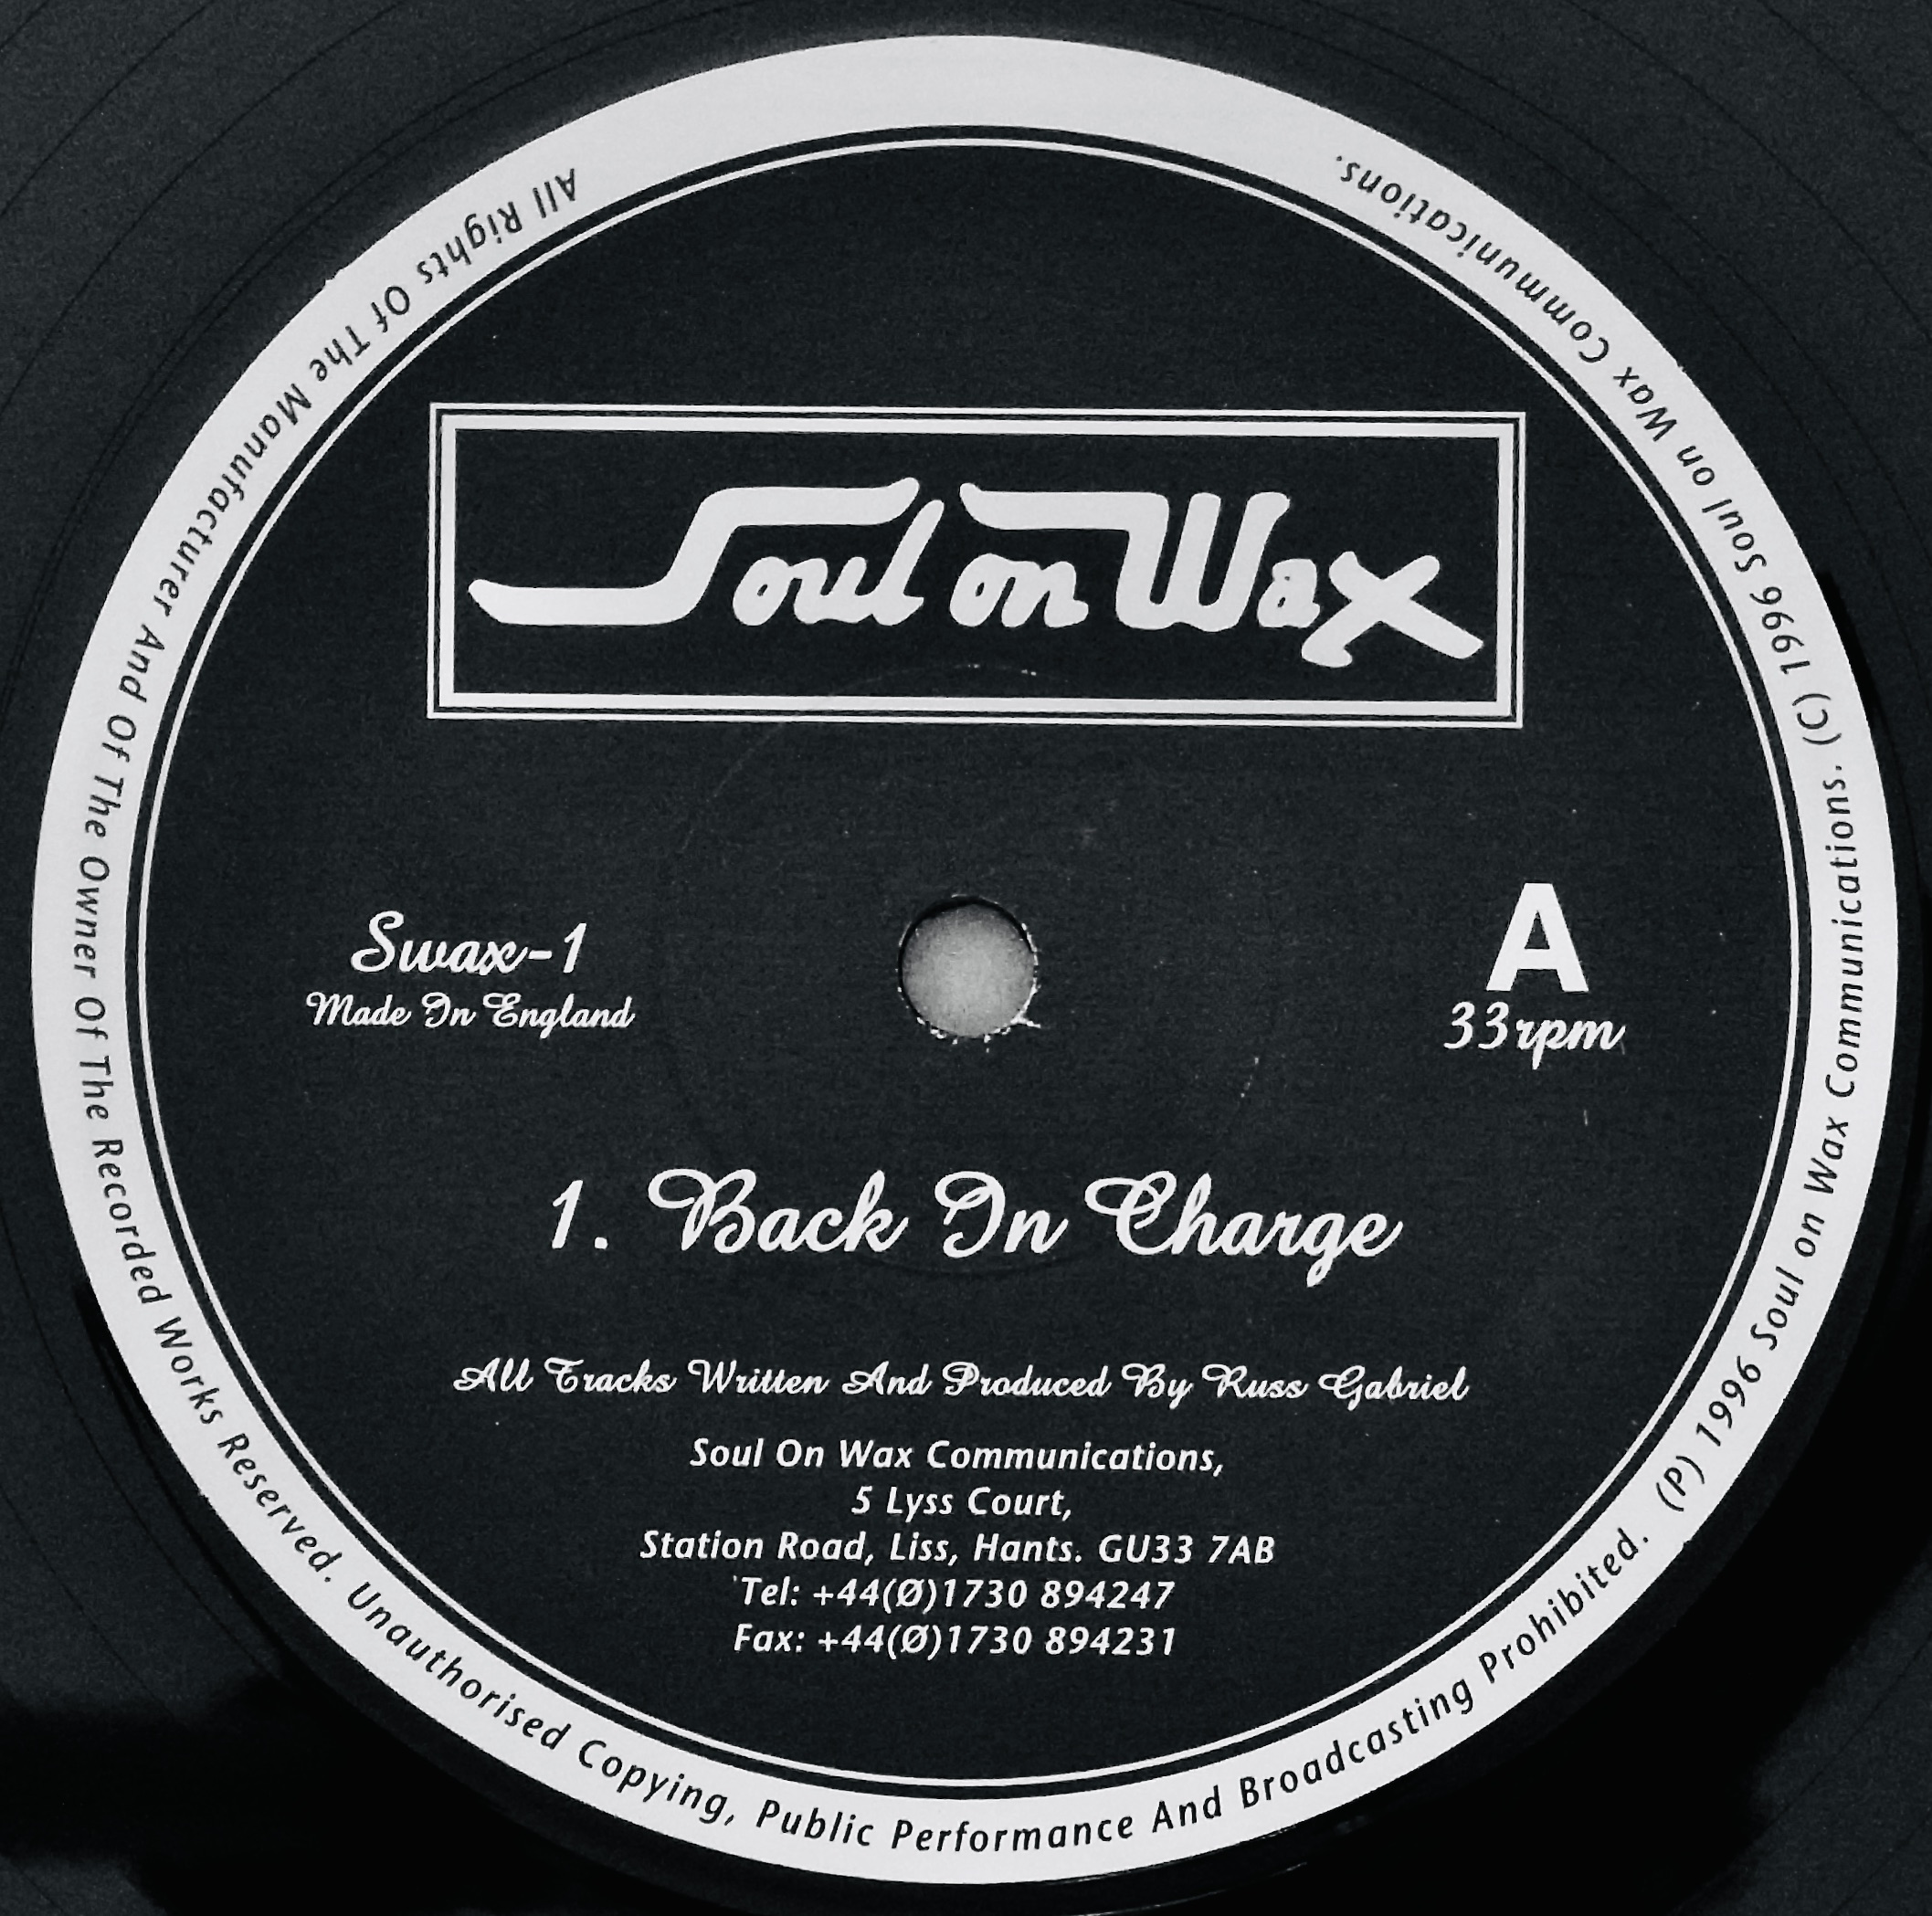 Soul on Wax
Swax-1
Made In England
A
33rpm
1. Back In Charge
All Tracks Written And Produced By Russ Gabriel
Soul On Wax Communications,
5 Lyss Court,
Station Road, Liss, Hants. GU33 7AB
Tel: +44(Ø)1730 894247
Fax: +44(Ø)1730 894231
All Rights Of The Manufacturer And Of The Owner Of The Recorded Works Reserved. Unauthorised Copying, Public Performance And Broadcasting Prohibited. (P) 1996 Soul on Wax Communications. (C) 1996 Soul on Wax Communications.